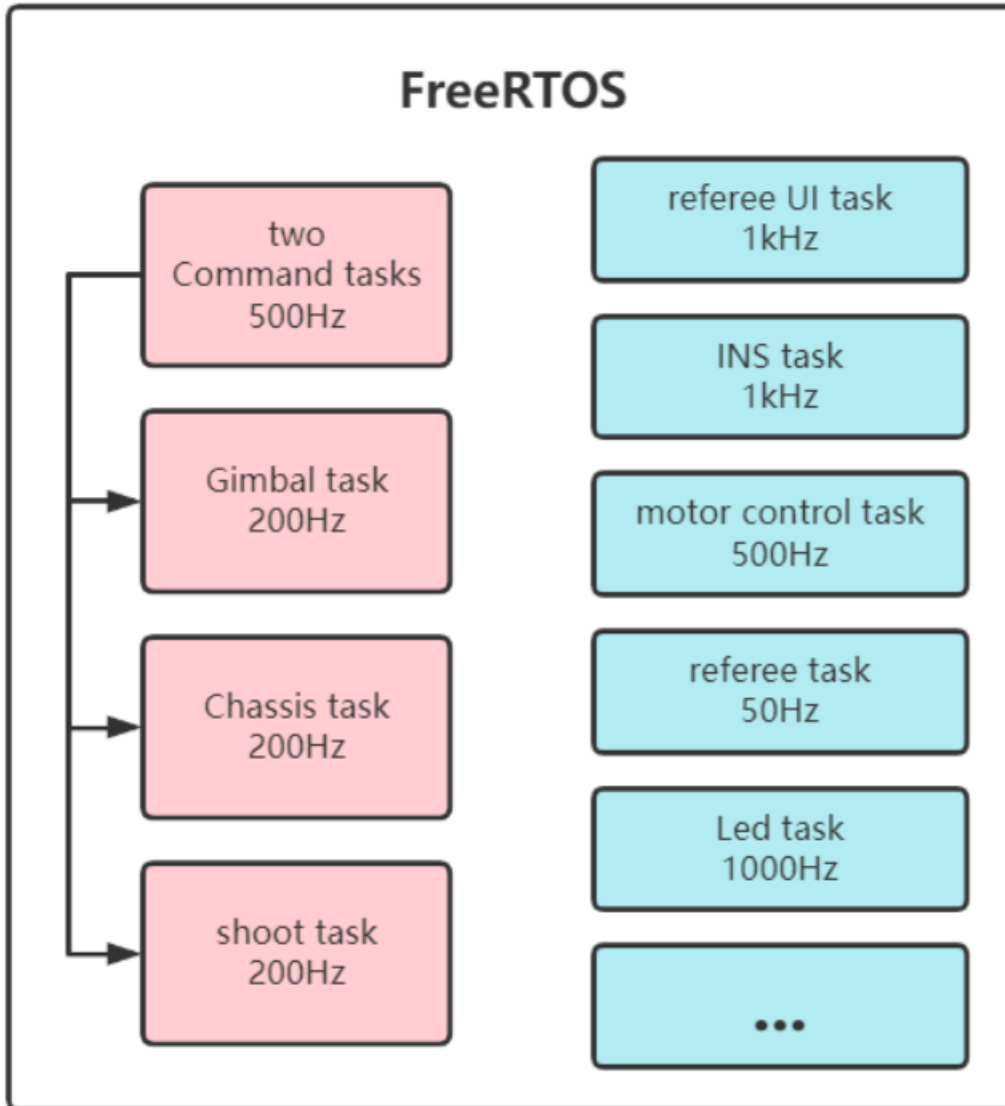 FreeRTOS
two
Command tasks
500Hz
Gimbal task
200Hz
Chassis task
200Hz
shoot task
200Hz
referee UI task
1kHz
INS task
1kHz
motor control task
500Hz
referee task
50Hz
Led task
1000Hz
...